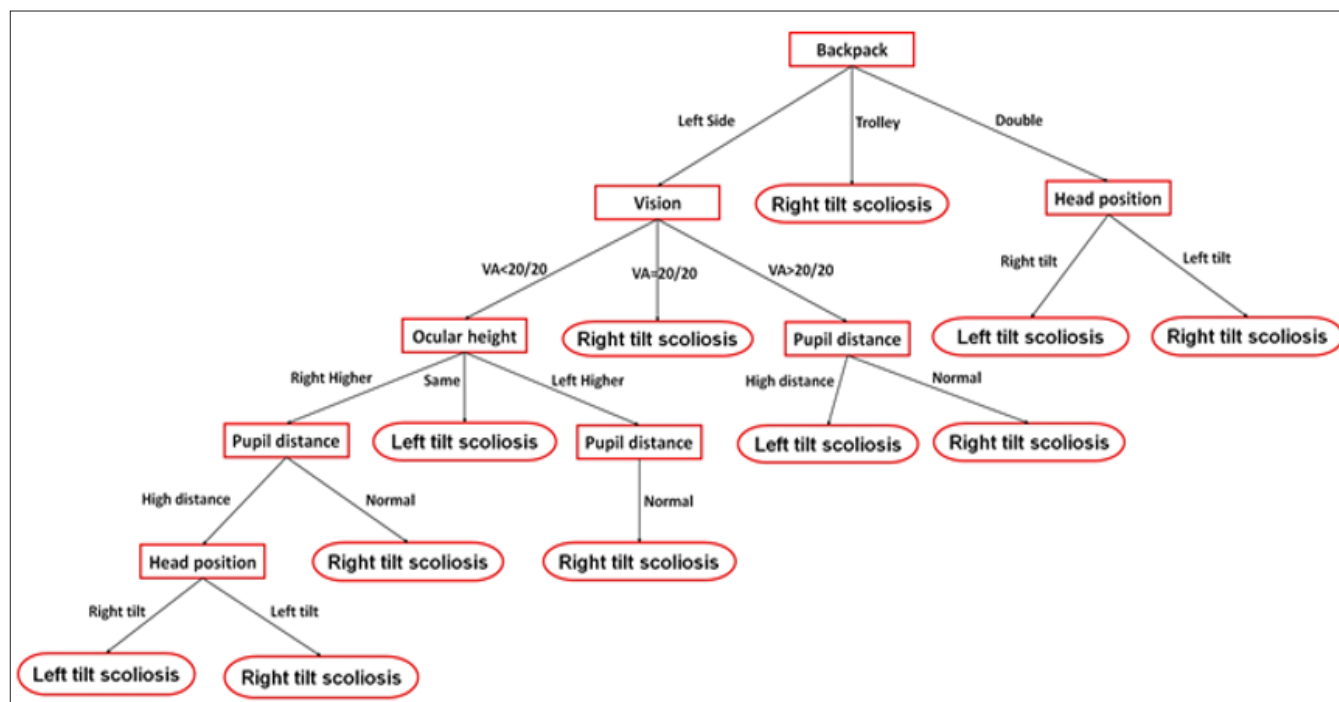 Backpack
Left Side
Trolley
Double
Vision
Right tilt scoliosis
Head position
VA<20/20
VA=20/20
VA>20/20
Right tilt
Left tilt
Ocular height
Right tilt scoliosis
Pupil distance
Left tilt scoliosis
Right tilt scoliosis
Right Higher
Same
Left Higher
High distance
Normal
Pupil distance
Left tilt scoliosis
Pupil distance
Left tilt scoliosis
Right tilt scoliosis
High distance
Normal
Normal
Head position
Right tilt scoliosis
Right tilt scoliosis
Right tilt
Left tilt
Left tilt scoliosis
Right tilt scoliosis